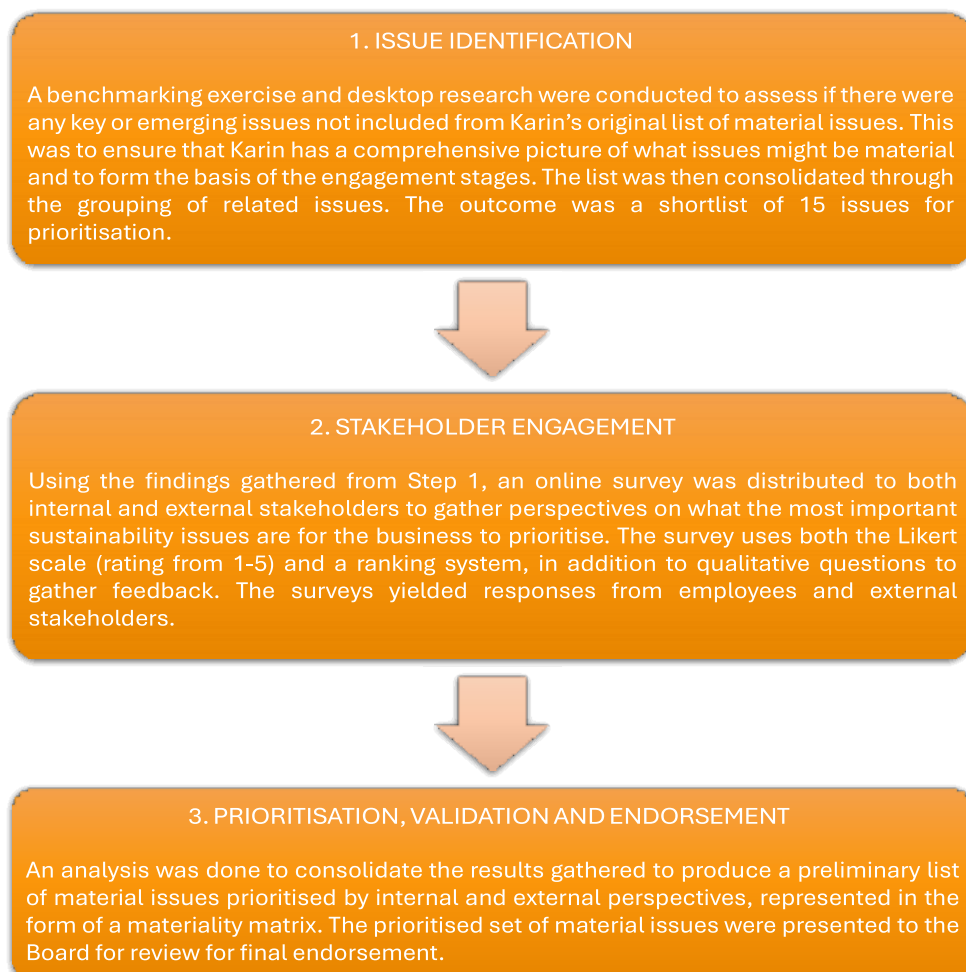 1. ISSUE IDENTIFICATION
A benchmarking exercise and desktop research were conducted to assess if there were
any key or emerging issues not included from Karin’s original list of material issues. This
was to ensure that Karin has a comprehensive picture of what issues might be material
and to form the basis of the engagement stages. The list was then consolidated through
the grouping of related issues. The outcome was a shortlist of 15 issues for
prioritisation.
2. STAKEHOLDER ENGAGEMENT
Using the findings gathered from Step 1, an online survey was distributed to both
internal and external stakeholders to gather perspectives on what the most important
sustainability issues are for the business to prioritise. The survey uses both the Likert
scale (rating from 1-5) and a ranking system, in addition to qualitative questions to
gather feedback. The surveys yielded responses from employees and external
stakeholders.
3. PRIORITISATION, VALIDATION AND ENDORSEMENT
An analysis was done to consolidate the results gathered to produce a preliminary list
of material issues prioritised by internal and external perspectives, represented in the
form of a materiality matrix. The prioritised set of material issues were presented to the
Board for review for final endorsement.